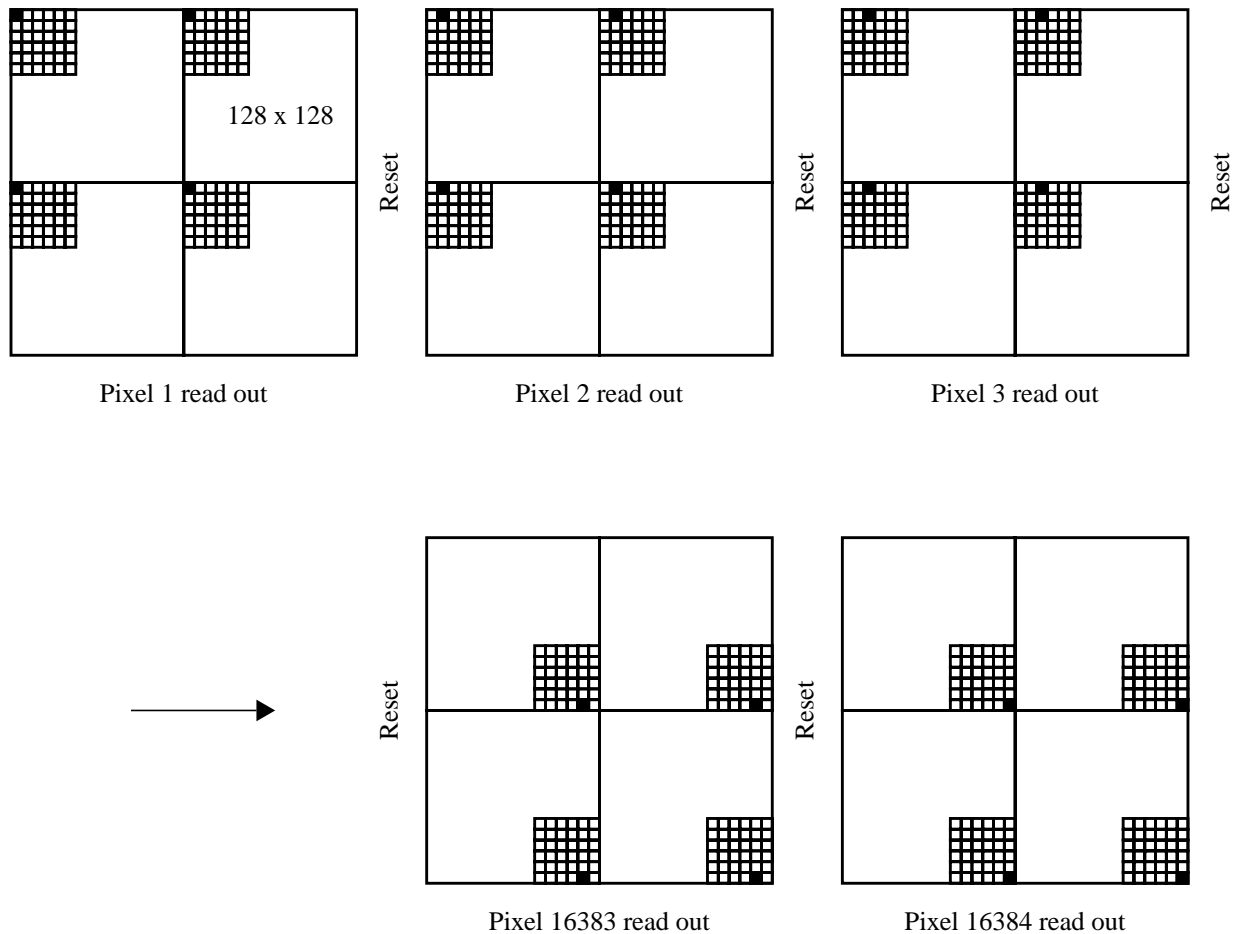 128 x 128
Reset
Reset
Reset
Pixel 1 read out
Pixel 2 read out
Pixel 3 read out
Reset
Reset
Pixel 16383 read out
Pixel 16384 read out